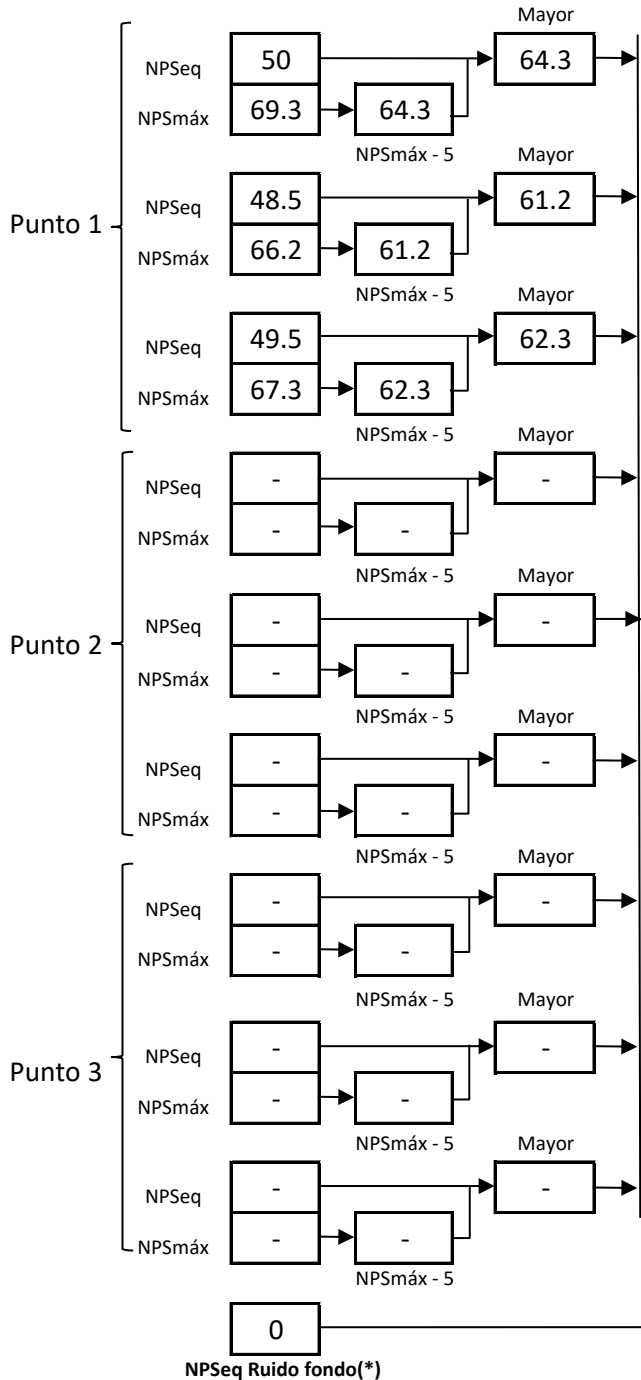 Mayor
NPSeq 50 64.3
NPSmáx 69.3 64.3
NPSmáx - 5 Mayor
Punto 1
NPSeq 48.5 61.2
NPSmáx 66.2 61.2
NPSmáx - 5 Mayor
NPSeq 49.5 62.3
NPSmáx 67.3 62.3
NPSmáx - 5 Mayor
NPSeq - -
NPSmáx - -
NPSmáx - 5 Mayor
Punto 2
NPSeq - -
NPSmáx - -
NPSmáx - 5 Mayor
NPSeq - -
NPSmáx - -
NPSmáx - 5 Mayor
NPSeq - -
NPSmáx - -
NPSmáx - 5 Mayor
Punto 3
NPSeq - -
NPSmáx - -
NPSmáx - 5 Mayor
NPSeq - -
NPSmáx - -
NPSmáx - 5
0
NPSeq Ruido fondo(*)